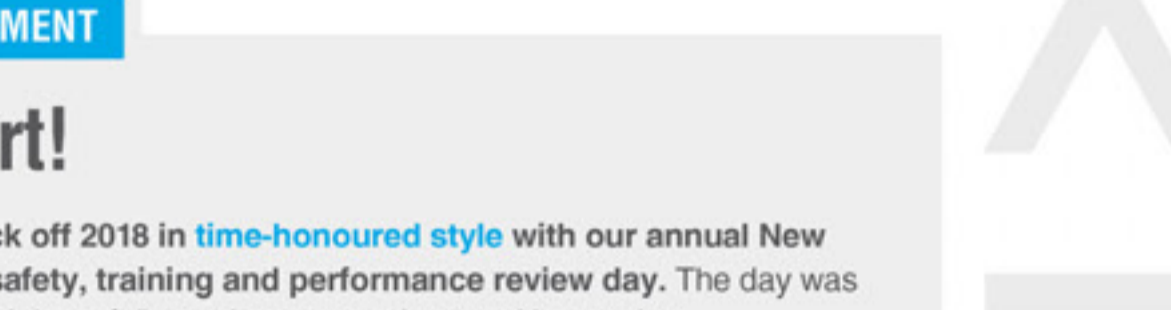 MENT
rt!
ck off 2018 in time-honoured style with our annual New
safety, training and performance review day. The day was